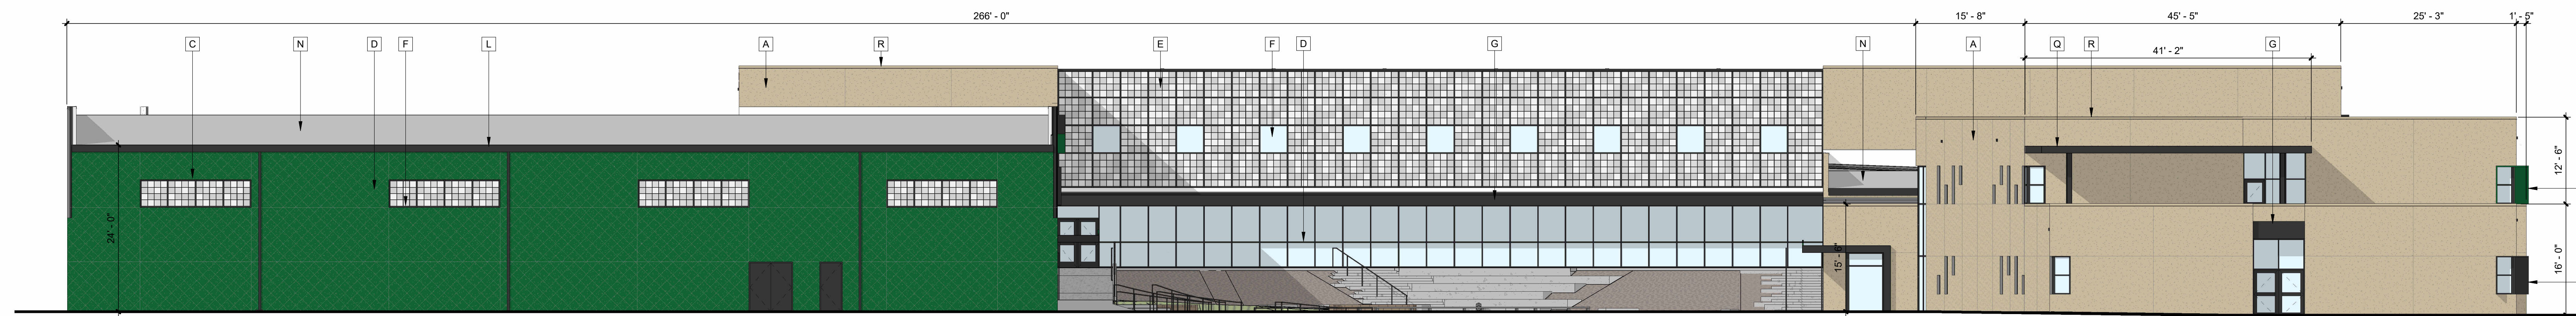 266' - 0"
15' - 8"
45' - 5"
25' - 3"
1' - 5"
C
N
D
F
L
A
R
E
F
D
G
N
A
Q
R
G
41' - 2"
24' - 0"
15' - 6"
12' - 6"
16' - 0"